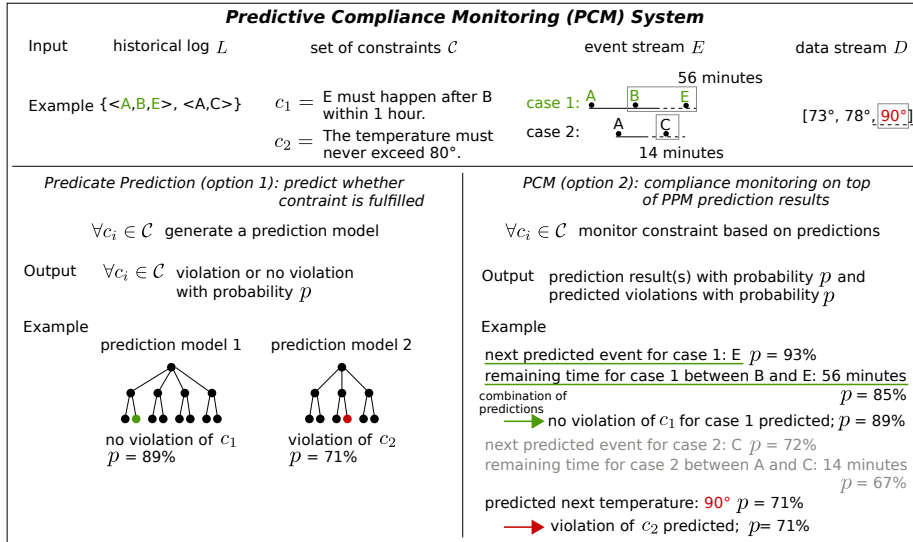 Predictive Compliance Monitoring (PCM) System
Input historical log L set of constraints C event stream E data stream D
Example {<A,B,E>, <A,C>}
c1 = E must happen after B
within 1 hour.
c2 = The temperature must
never exceed 80°.
56 minutes
case 1: A B E
case 2: A C
14 minutes
[73°, 78°, 90°]
Predicate Prediction (option 1): predict whether
contraint is fulfilled
∀ci ∈ C generate a prediction model
Output ∀ci ∈ C violation or no violation
with probability p
Example
prediction model 1 prediction model 2
no violation of c1
p = 89%
violation of c2
p = 71%
PCM (option 2): compliance monitoring on top
of PPM prediction results
∀ci ∈ C monitor constraint based on predictions
Output prediction result(s) with probability p and
predicted violations with probability p
Example
next predicted event for case 1: E p = 93%
remaining time for case 1 between B and E: 56 minutes
p = 85%
combination of
predictions
no violation of c1 for case 1 predicted; p = 89%
next predicted event for case 2: C p = 72%
remaining time for case 2 between A and C: 14 minutes
p = 67%
predicted next temperature: 90° p = 71%
violation of c2 predicted; p= 71%